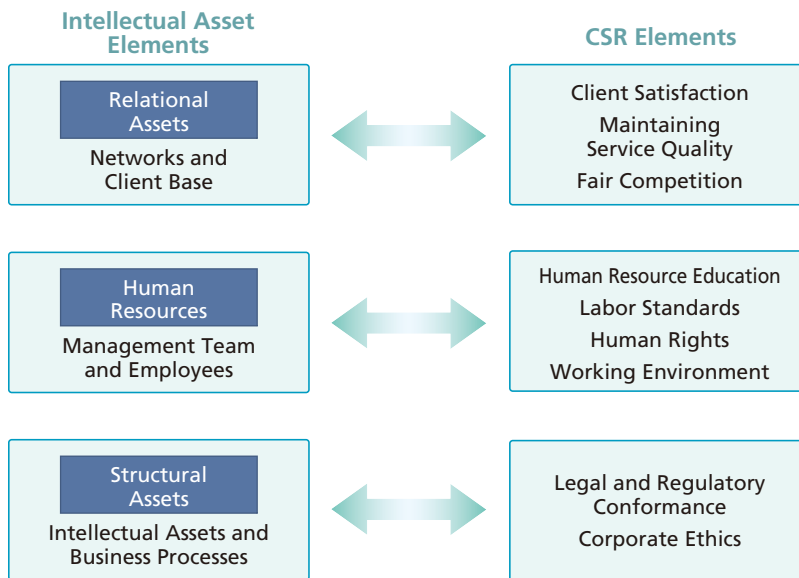 Intellectual Asset
Elements
CSR Elements
Relational
Assets
Networks and
Client Base
Client Satisfaction
Maintaining
Service Quality
Fair Competition
Human
Resources
Management Team
and Employees
Human Resource Education
Labor Standards
Human Rights
Working Environment
Structural
Assets
Intellectual Assets and
Business Processes
Legal and Regulatory
Conformance
Corporate Ethics